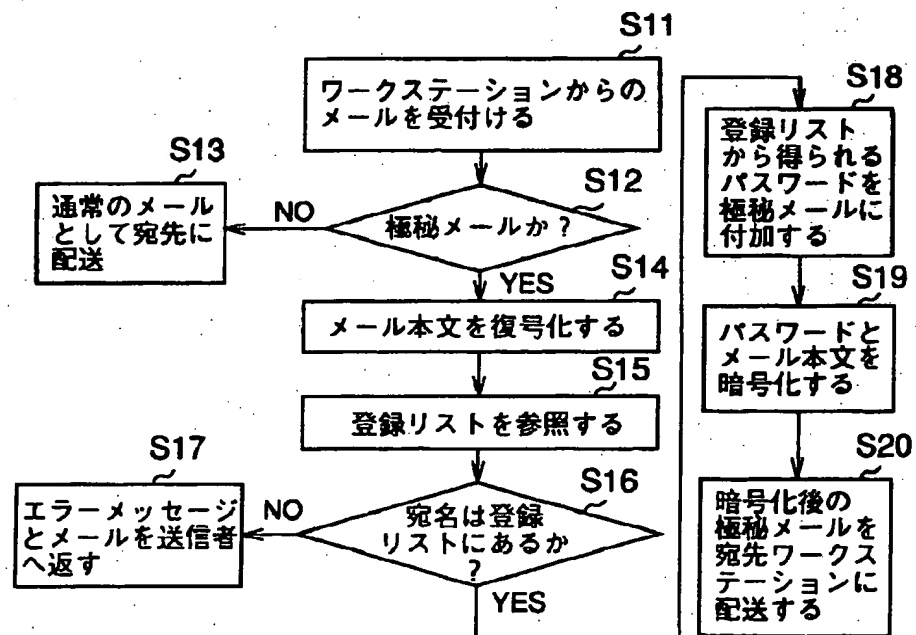 S11
ワークステーションからの
メールを受付ける
S12
極秘メールか?
NO
S13
通常のメール
として宛先に
配送
YES
S14
メール本文を復号化する
S15
登録リストを参照する
S16
宛名は登録
リストにあるか
?
NO
S17
エラーメッセージ
とメールを送信者
へ返す
YES
S18
登録リスト
から得られる
パスワードを
極秘メールに
付加する
S19
パスワードと
メール本文を
暗号化する
S20
暗号化後の
極秘メールを
宛先ワークス
テーションに
配送する